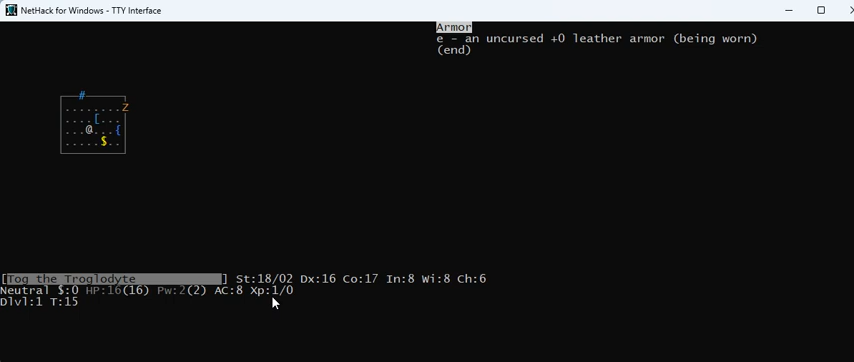 NetHack for Windows - TTY Interface
Armor
e - an uncursed +0 leather armor (being worn)
(end)
#
........Z
....[...
...@...{
.....$..
[Tog the Troglodyte ] St:18/02 Dx:16 Co:17 In:8 Wi:8 Ch:6
Neutral $:0 HP:16(16) Pw:2(2) AC:8 Xp:1/0
Dlvl:1 T:15